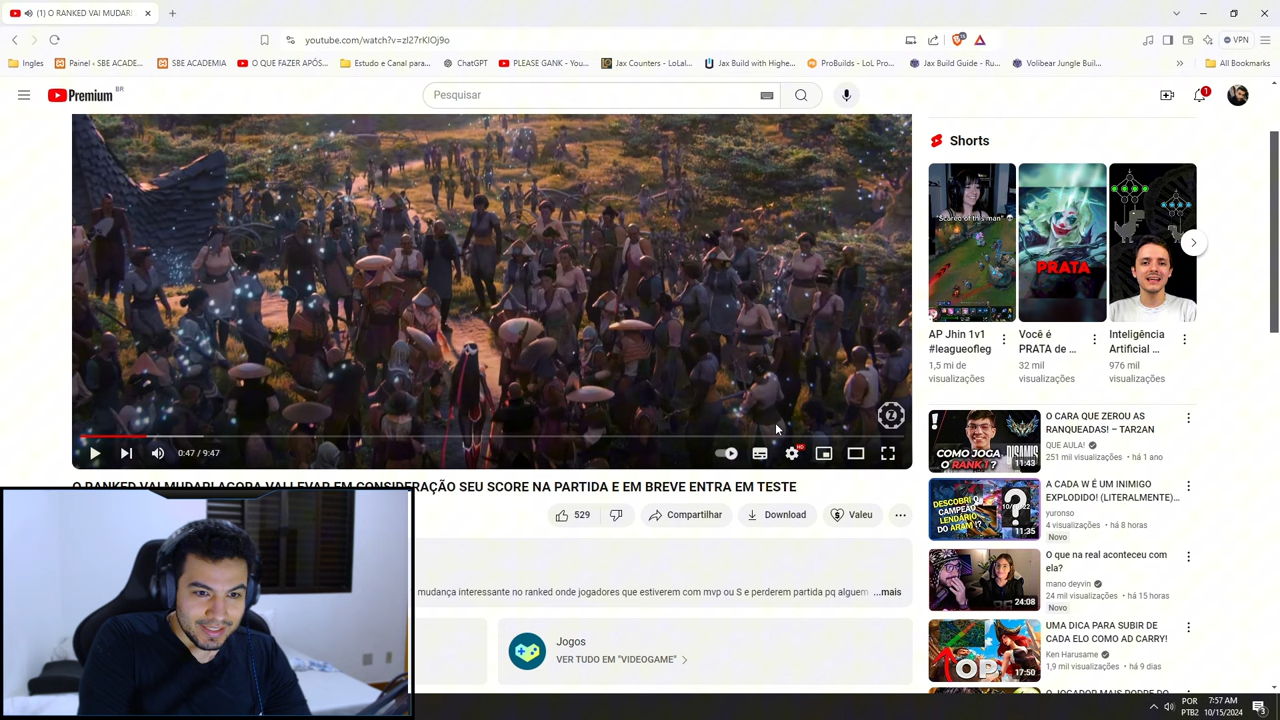 (1) O RANKED VAI MUDAR!
youtube.com/watch?v=zl27rKIOj9o
VPN
Ingles
Painel ‹ SBE ACADE...
SBE ACADEMIA
O QUE FAZER APÓS...
Estudo e Canal para...
ChatGPT
PLEASE GANK - You...
Jax Counters - LoLal...
Jax Build with Highe...
ProBuilds - LoL Pro...
Jax Build Guide - Ru...
Volibear Jungle Buil...
All Bookmarks
Premium BR
Pesquisar
1
Shorts
"Scared of this man"
PRATA
AP Jhin 1v1
#leagueofleg
1,5 mi de
visualizações
Você é
PRATA de ...
32 mil
visualizações
Inteligência
Artificial ...
976 mil
visualizações
Z
0:47 / 9:47
HD
SEU SCORE NA PARTIDA E EM BREVE ENTRA EM TESTE
529
Compartilhar
Download
Valeu
mudança interessante no ranked onde jogadores que estiverem com mvp ou S e perderem partida pq alguem ...mais
Jogos
VER TUDO EM "VIDEOGAME"
COMO JOGA
O RANK 1?
11:43
O CARA QUE ZEROU AS
RANQUEADAS! – TAR2AN
QUE AULA!
251 mil visualizações • há 1 ano
DESCOBRI O
CAMPEÃO
LENDÁRIO
DO ARAM!?
?
11:35
A CADA W É UM INIMIGO
EXPLODIDO! (LITERALMENTE)...
yuronso
4 visualizações • há 8 horas
Novo
24:08
O que na real aconteceu com
ela?
mano deyvin
24 mil visualizações • há 15 horas
Novo
OP
17:50
UMA DICA PARA SUBIR DE
CADA ELO COMO AD CARRY!
Ken Harusame
1,9 mil visualizações • há 9 dias
POR
PTB2
7:57 AM
10/15/2024
3